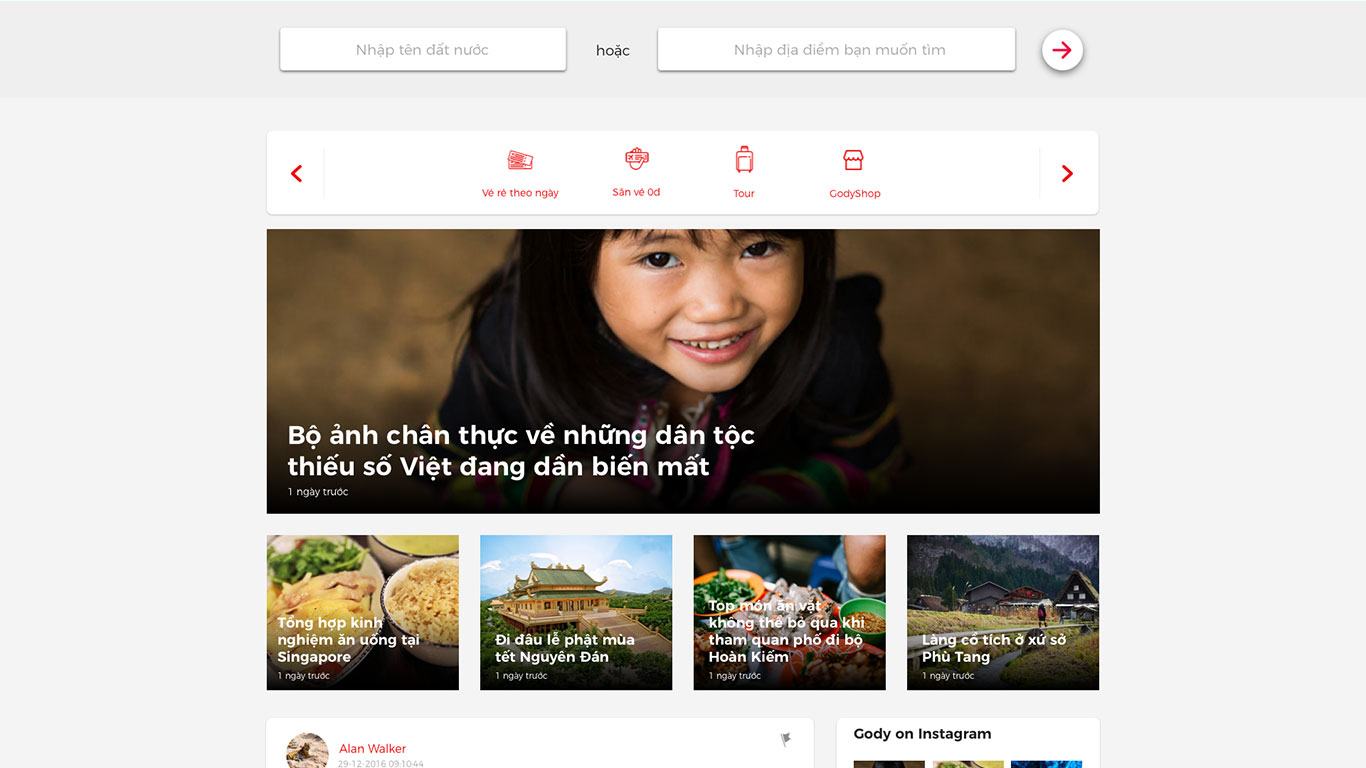 Nhập tên dất nước
hoặc
Nhập dịa diểm bạn muốn tìm
Vé rẻ theo ngày
Săn vé 0đ
Tour
GodyShop
Bộ ảnh chân thực về những dân tộc
thiếu số Việt đang dần biến mất
1 ngày trước
Tổng hợp kinh
nghiệm ăn uống tại
Singapore
1 ngày trước
Đi đâu lễ phật mùa
tết Nguyên Đán
1 ngày trước
Top món ăn vặt
không thể bỏ qua khi
tham quan phố đi bộ
Hoàn Kiếm
1 ngày trước
Làng cổ tích ở xứ sở
Phù Tang
1 ngày trước
Alan Walker
29-12-2016 09:10:44
Gody on Instagram